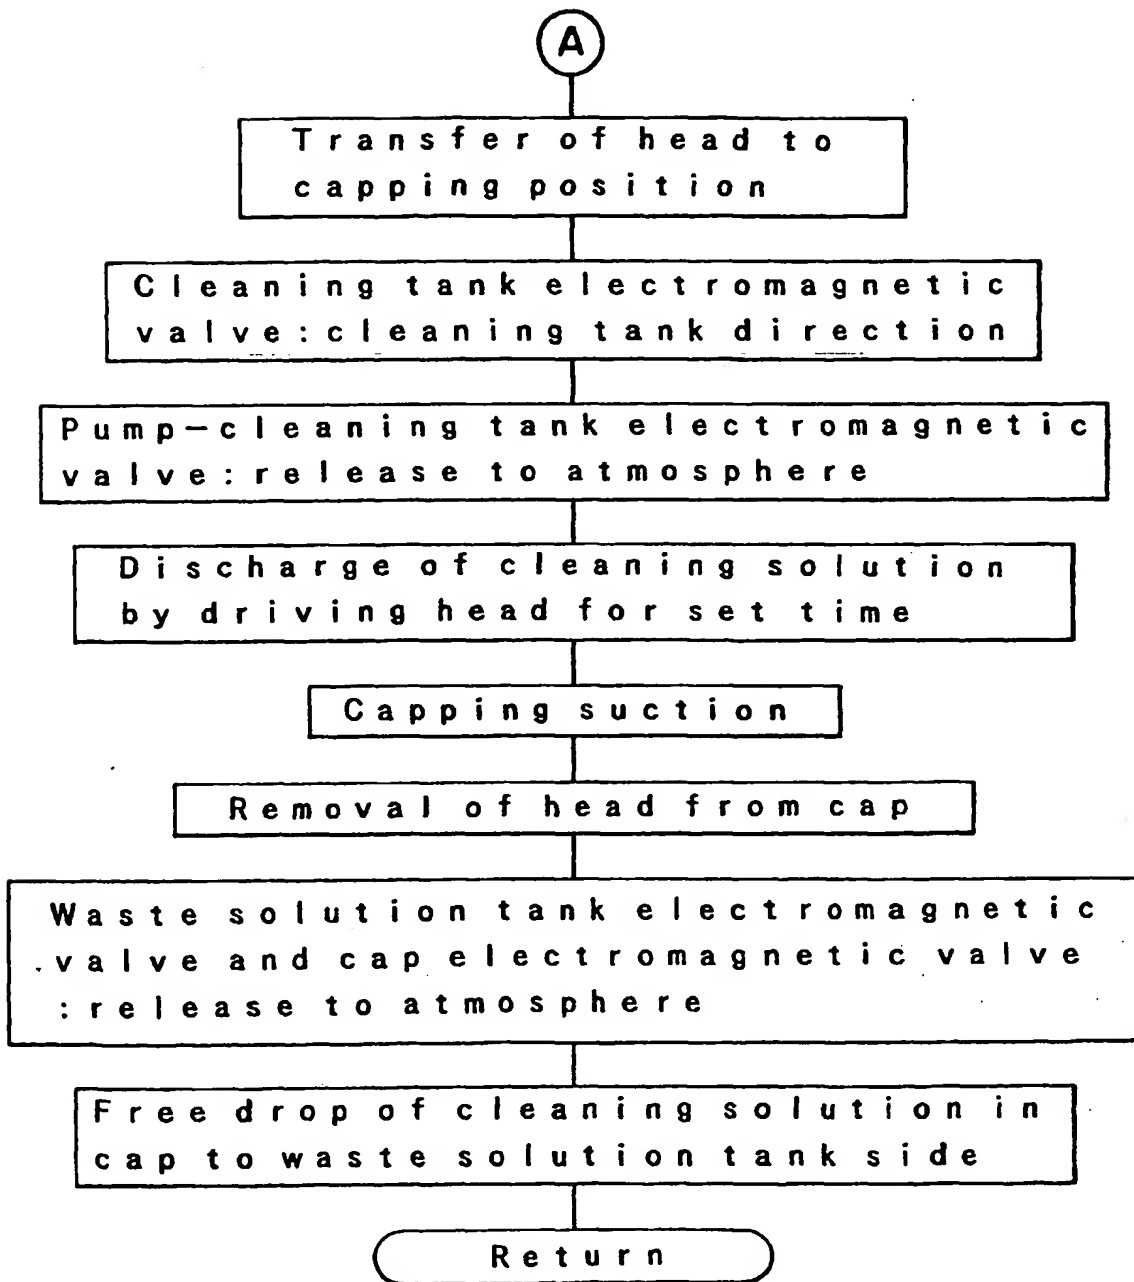 A
Transfer of head to
capping position
Cleaning tank electromagnetic
valve:cleaning tank direction
Pump-cleaning tank electromagnetic
valve:release to atmosphere
Discharge of cleaning solution
by driving head for set time
Capping suction
Removal of head from cap
Waste solution tank electromagnetic
valve and cap electromagnetic valve
:release to atmosphere
Free drop of cleaning solution in
cap to waste solution tank side
Return